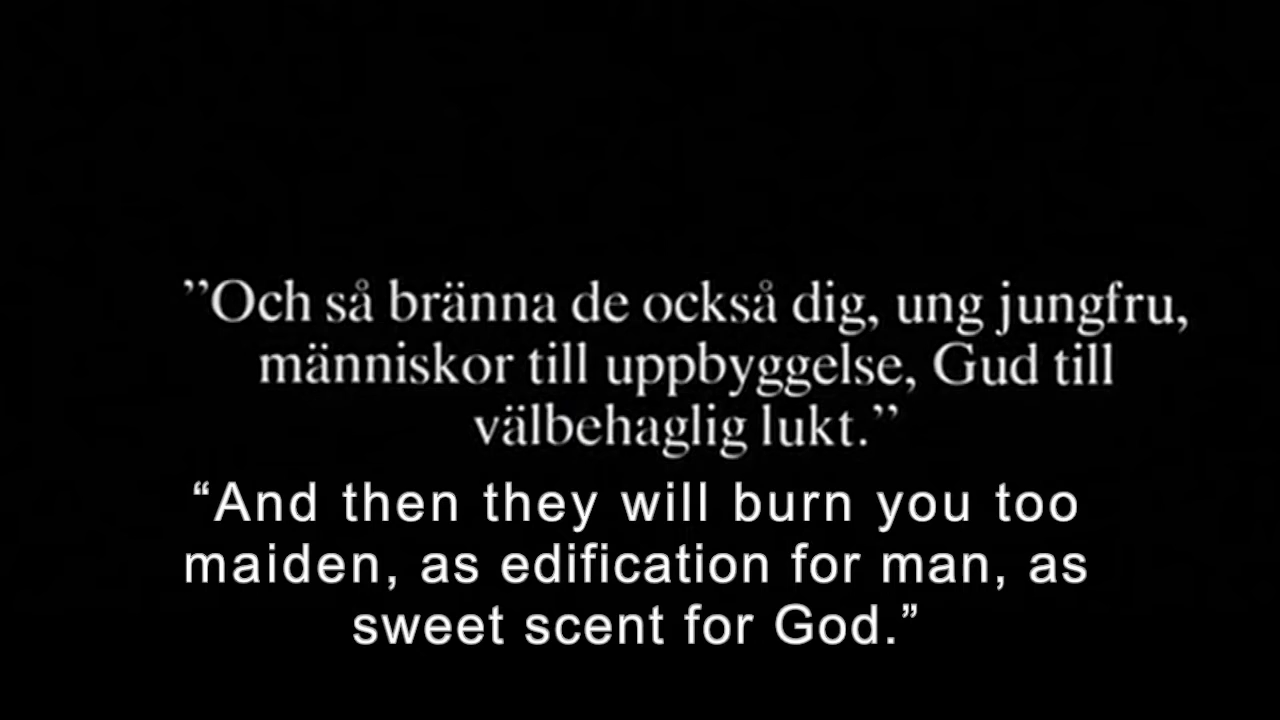 ”Och så bränna de också dig, ung jungfru,
människor till uppbyggelse, Gud till
välbehaglig lukt.”
“And then they will burn you too
maiden, as edification for man, as
sweet scent for God.”